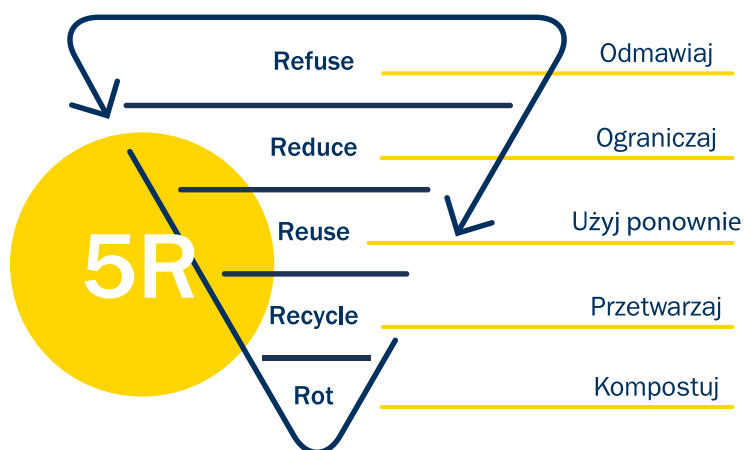 Refuse
Odmawiaj
Reduce
Ograniczaj
Reuse
Użyj ponownie
5R
Recycle
Przetwarzaj
Rot
Kompostuj